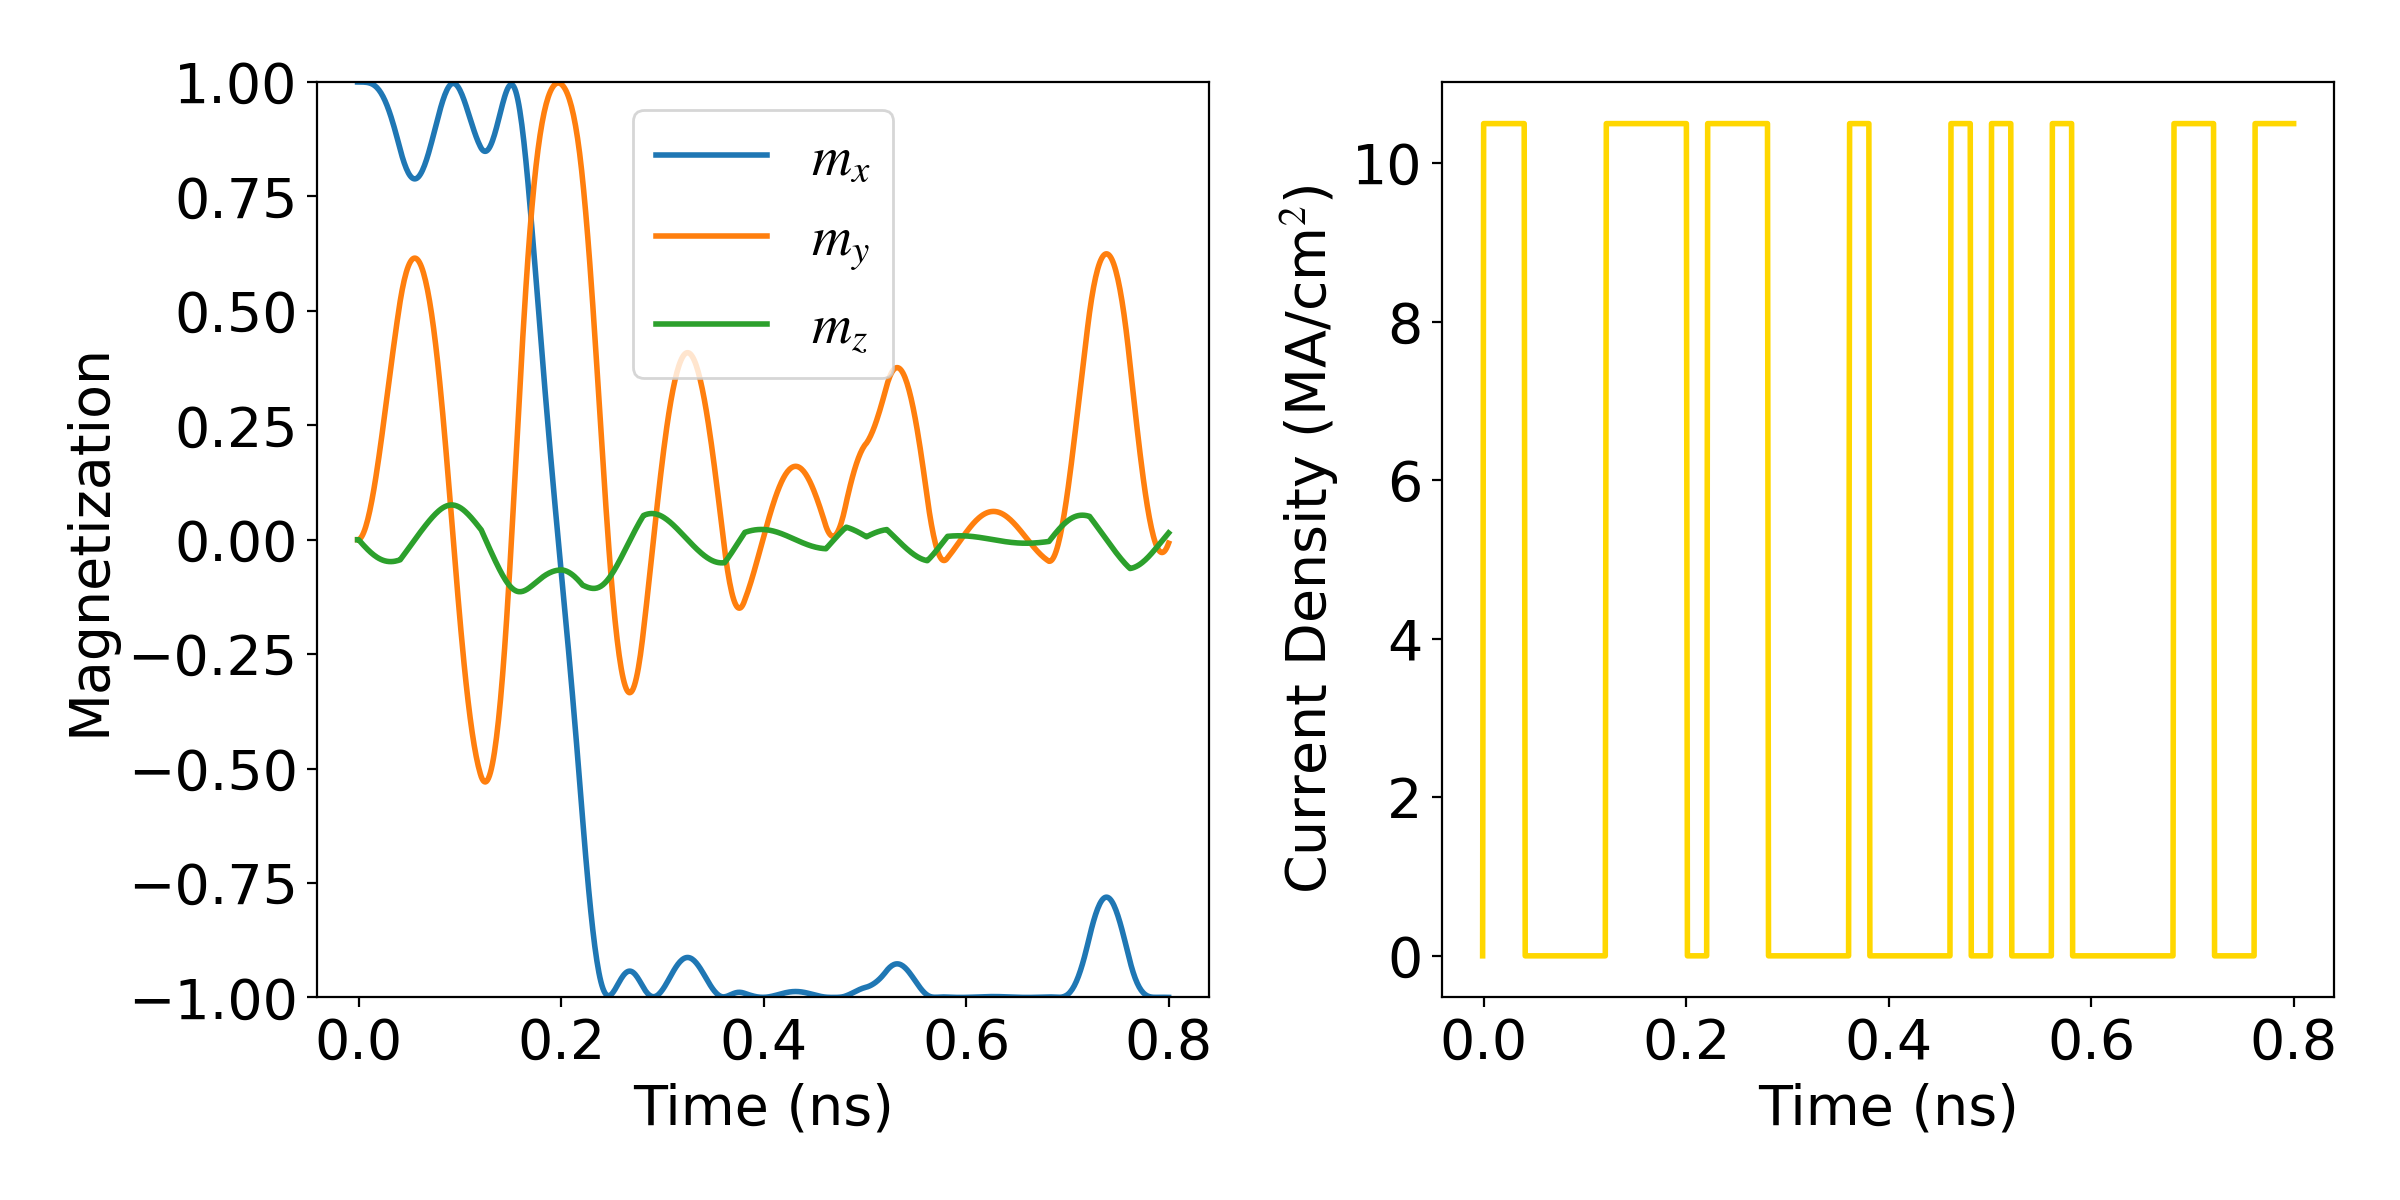 1.00
0.75
0.50
0.25
0.00
−0.25
−0.50
−0.75
−1.00
Magnetization
0.0 0.2 0.4 0.6 0.8
Time (ns)
m_x
m_y
m_z
10
8
6
4
2
0
Current Density (MA/cm²)
0.0 0.2 0.4 0.6 0.8
Time (ns)